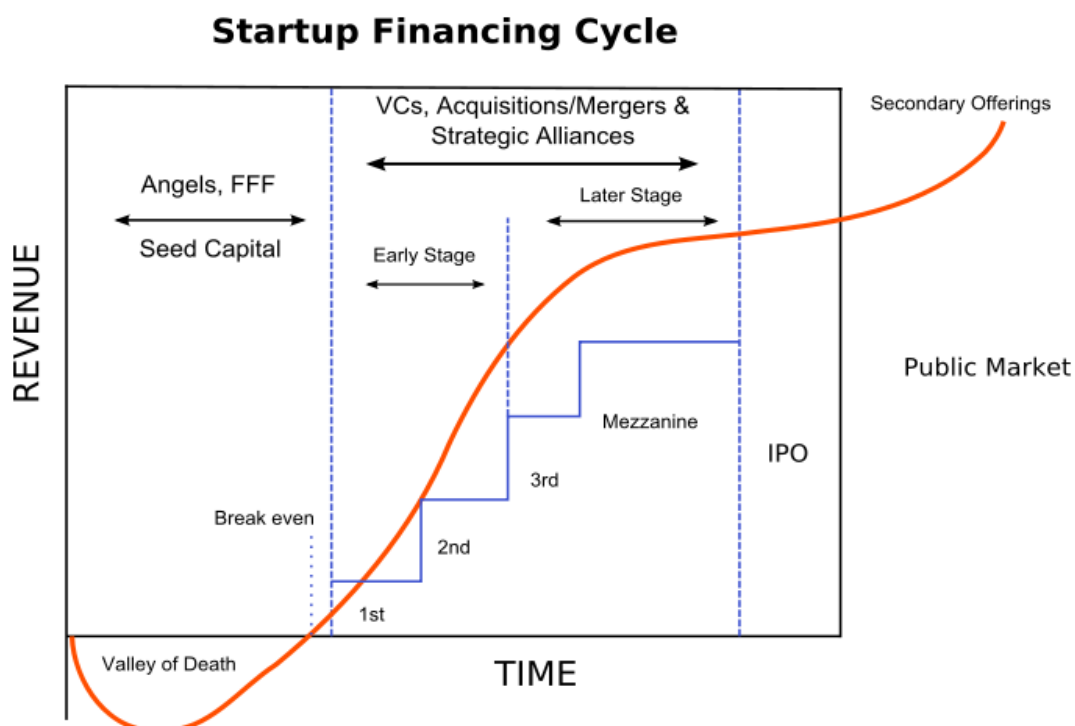 Startup Financing Cycle
Secondary Offerings
VCs, Acquisitions/Mergers &
Strategic Alliances
Angels, FFF
Later Stage
Seed Capital
Early Stage
REVENUE
Public Market
Mezzanine
IPO
3rd
Break even
2nd
1st
Valley of Death
TIME